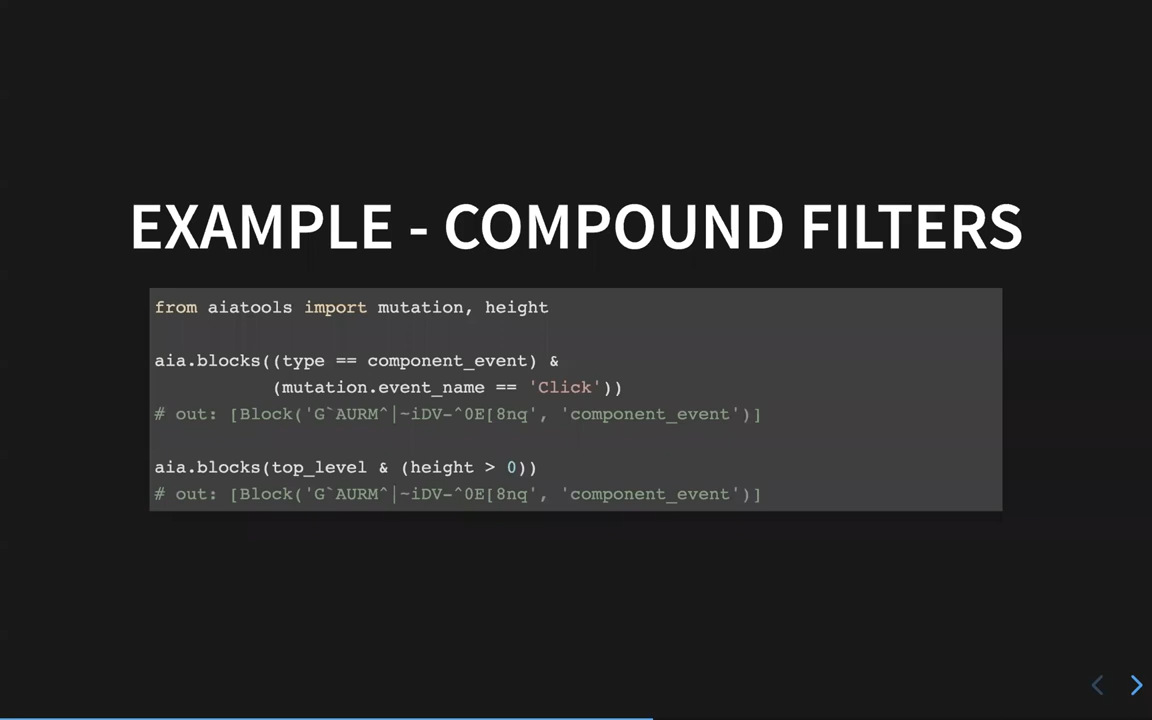 EXAMPLE - COMPOUND FILTERS
from aiatools import mutation, height
aia.blocks((type == component_event) &
(mutation.event_name == 'Click'))
# out: [Block('G`AURM^|~iDV-^0E[8nq', 'component_event')]
aia.blocks(top_level & (height > 0))
# out: [Block('G`AURM^|~iDV-^0E[8nq', 'component_event')]